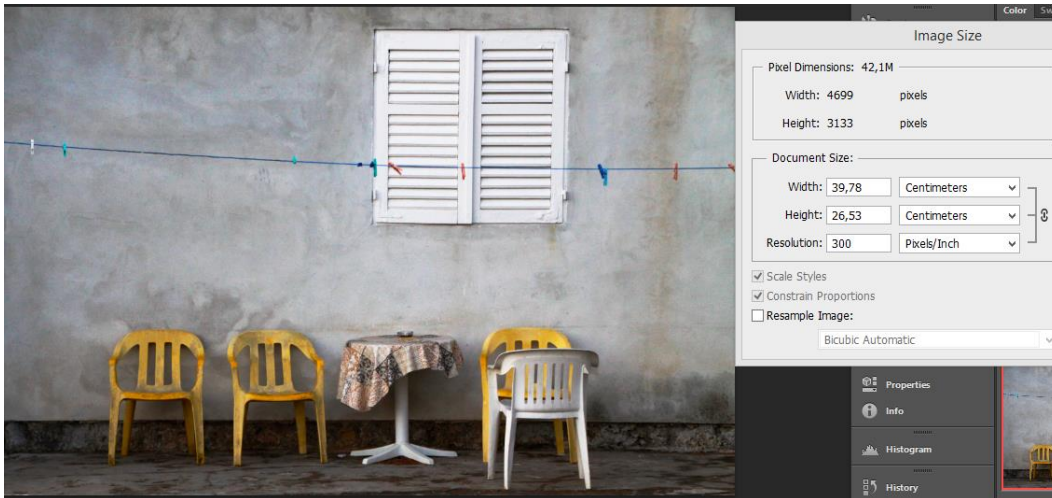 Color
Image Size
Pixel Dimensions: 42,1M
Width: 4699 pixels
Height: 3133 pixels
Document Size:
Width: 39,78 Centimeters
Height: 26,53 Centimeters
Resolution: 300 Pixels/Inch
Scale Styles
Constrain Proportions
Resample Image:
Bicubic Automatic
Properties
Info
Histogram
History